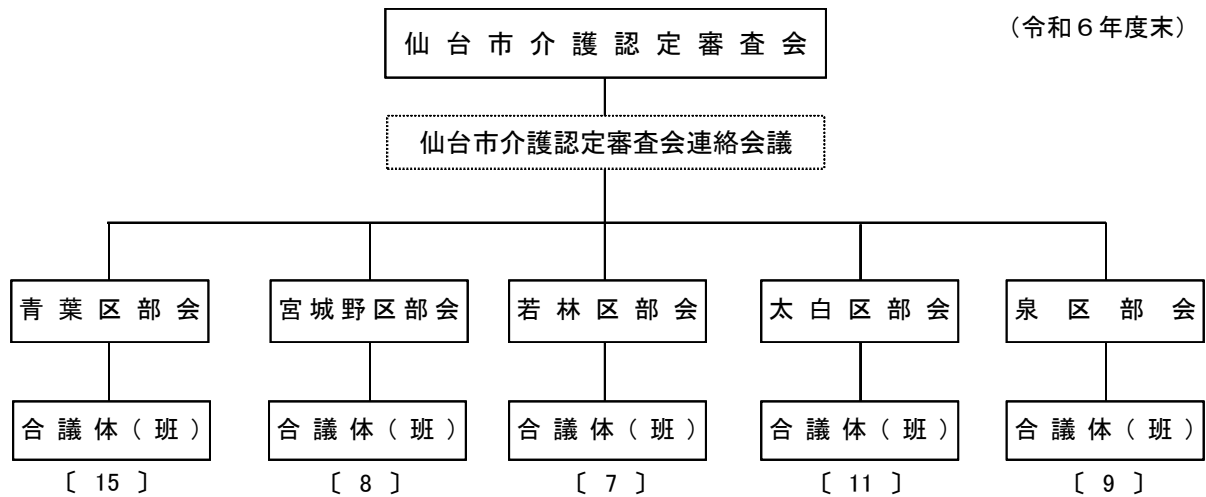 (令和6年度末)
仙台市介護認定審査会
仙台市介護認定審査会連絡会議
青葉区部会 宮城野区部会 若林区部会 太白区部会 泉区部会
合議体(班) 合議体(班) 合議体(班) 合議体(班) 合議体(班)
〔 15 〕 〔 8 〕 〔 7 〕 〔 11 〕 〔 9 〕